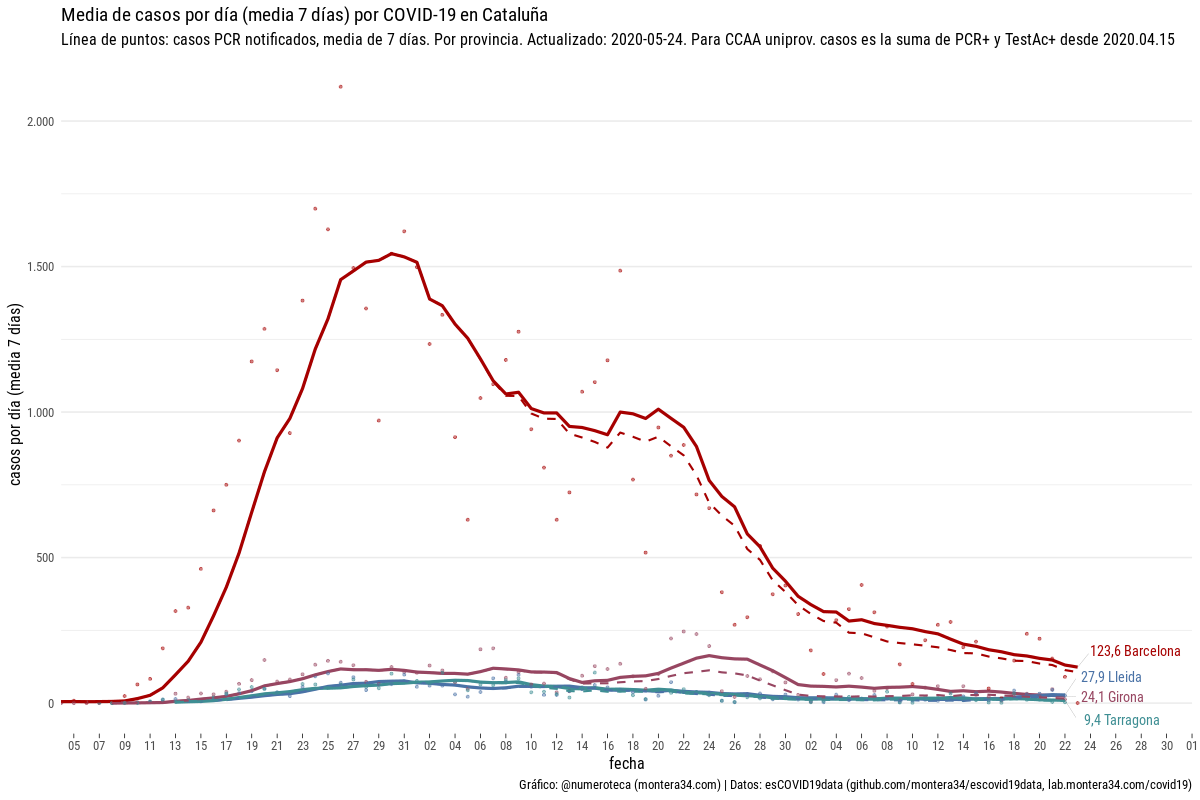 Media de casos por día (media 7 días) por COVID-19 en Cataluña
Línea de puntos: casos PCR notificados, media de 7 días. Por provincia. Actualizado: 2020-05-24. Para CCAA uniprov. casos es la suma de PCR+ y TestAc+ desde 2020.04.15
casos por día (media 7 días)
2.000
1.500
1.000
500
0
123,6 Barcelona
27,9 Lleida
24,1 Girona
9,4 Tarragona
05 07 09 11 13 15 17 19 21 23 25 27 29 31 02 04 06 08 10 12 14 16 18 20 22 24 26 28 30 02 04 06 08 10 12 14 16 18 20 22 24 26 28 30 01
fecha
Gráfico: @numeroteca (montera34.com) | Datos: esCOVID19data (github.com/montera34/escovid19data, lab.montera34.com/covid19)